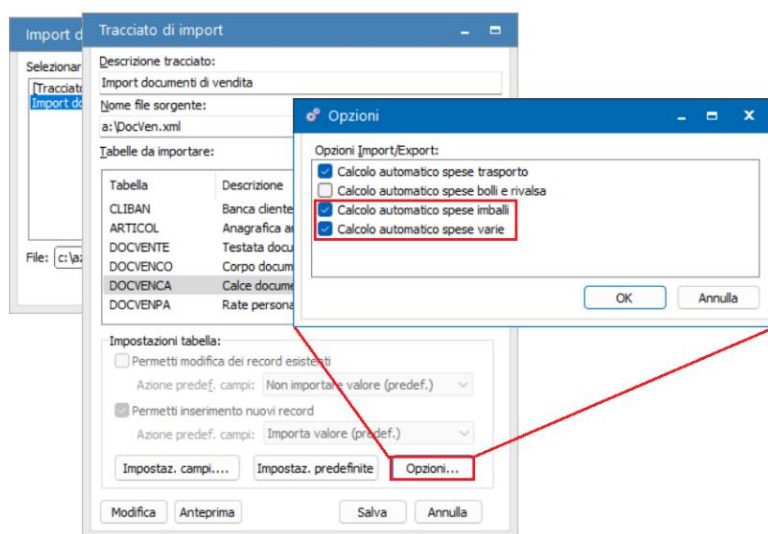 Import d
Selezionar
[Tracciato
Import do
File: c:\az
Tracciato di import
Descrizione tracciato:
Import documenti di vendita
Nome file sorgente:
a:\DocVen.xml
Tabelle da importare:
Tabella Descrizione
CLIBAN Banca cliente
ARTICOL Anagrafica ar
DOCVENTE Testata docu
DOCVENCO Corpo docum
DOCVENCA Calce docume
DOCVENPA Rate persona
Impostazioni tabella:
Permetti modifica dei record esistenti
Azione predef. campi: Non importare valore (predef.)
Permetti inserimento nuovi record
Azione predef. campi: Importa valore (predef.)
Impostaz. campi.... Impostaz. predefinite Opzioni...
Modifica Anteprima Salva Annulla
Opzioni
Opzioni Import/Export:
Calcolo automatico spese trasporto
Calcolo automatico spese bolli e rivalsa
Calcolo automatico spese imballi
Calcolo automatico spese varie
OK Annulla